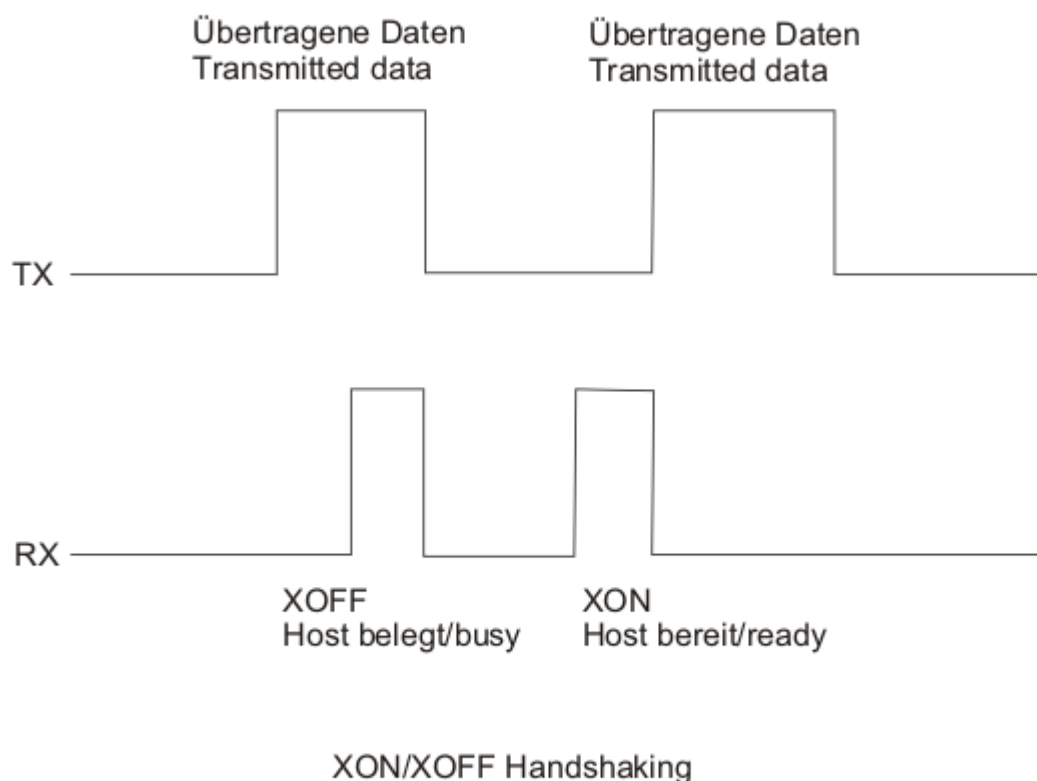 Übertragene Daten
Transmitted data
Übertragene Daten
Transmitted data
TX
RX
XOFF
Host belegt/busy
XON
Host bereit/ready
XON/XOFF Handshaking